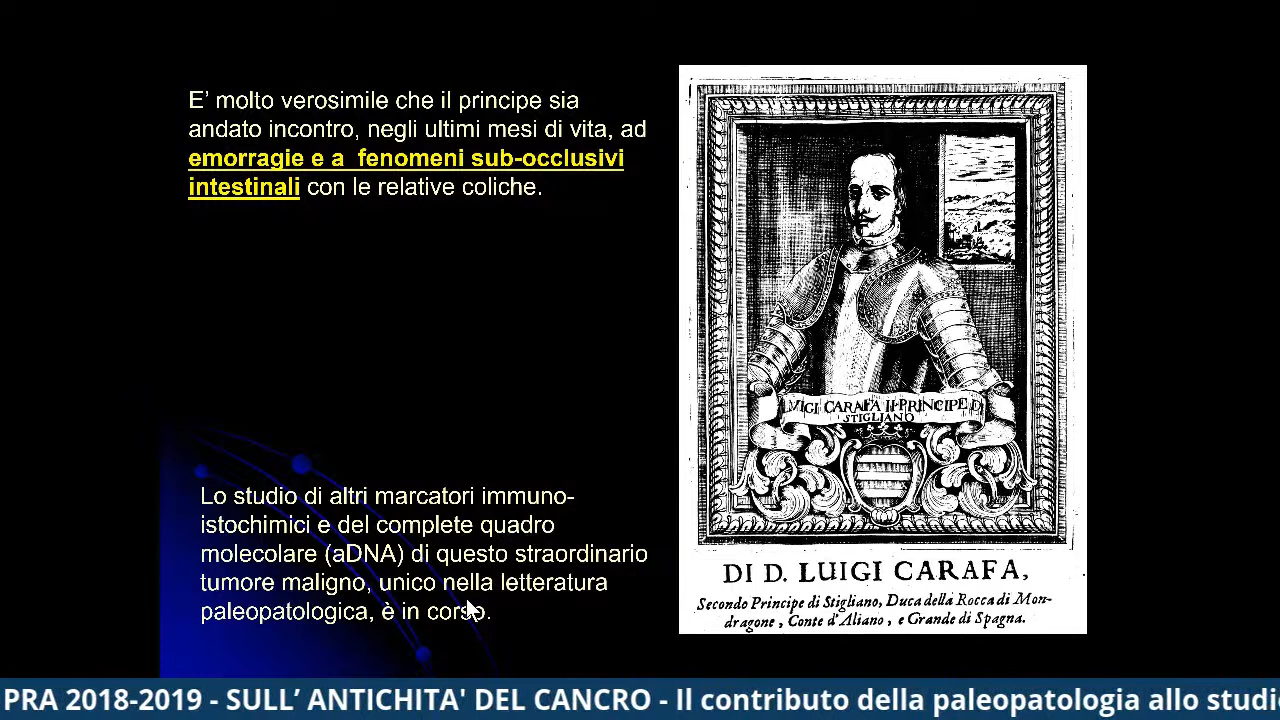 E' molto verosimile che il principe sia
andato incontro, negli ultimi mesi di vita, ad
emorragie e a fenomeni sub-occlusivi
intestinali con le relative coliche.
Lo studio di altri marcatori immuno-
istochimici e del complete quadro
molecolare (aDNA) di questo straordinario
tumore maligno, unico nella letteratura
paleopatologica, è in corso.
VIGI CARAFA II PRINCIPE D
STIGLIANO
DI D. LUIGI CARAFA,
Secondo Principe di Stigliano, Duca della Rocca di Mon-
dragone, Conte d'Aliano, e Grande di Spagna.
PRA 2018-2019 - SULL' ANTICHITA' DEL CANCRO - Il contributo della paleopatologia allo studi